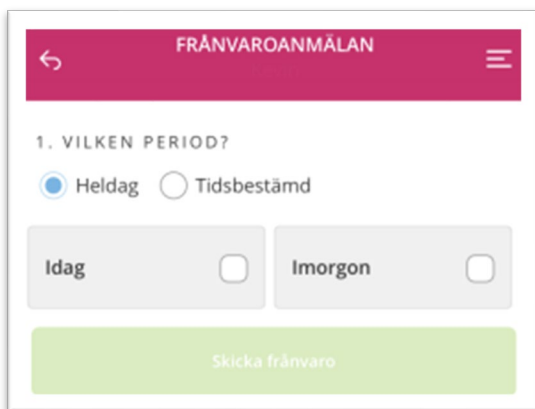 FRÅNVAROANMÄLAN
1. VILKEN PERIOD?
Heldag Tidsbestämd
Idag Imorgon
Skicka frånvaro